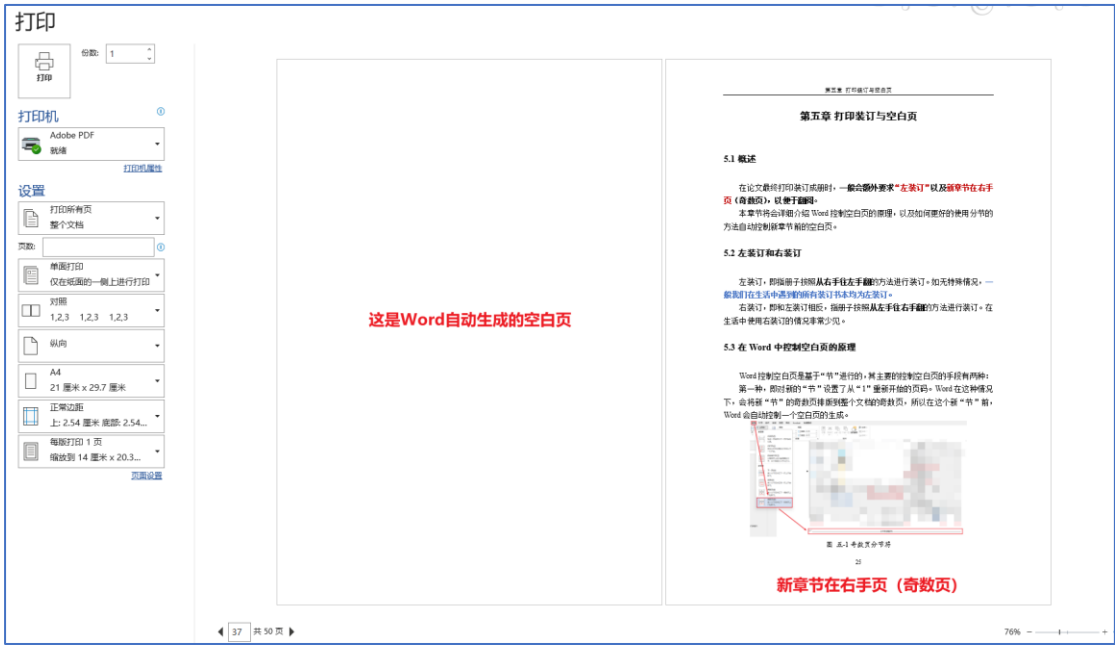 打印
份数: 1
打印
打印机
Adobe PDF
就绪
打印机属性
设置
打印所有页
整个文档
页数:
单面打印
仅在纸面的一侧上进行打印
对照
1,2,3 1,2,3 1,2,3
纵向
A4
21 厘米 x 29.7 厘米
正常边距
上: 2.54 厘米 底部: 2.54...
每版打印 1 页
缩放到 14 厘米 x 20.3...
页面设置
这是Word自动生成的空白页
第五章 打印装订与空白页
第五章 打印装订与空白页
5.1 概述
在论文最终打印装订成册时，一般会额外要求“左装订”以及新章节在右手
页（奇数页），以便于翻阅。
本章节将会详细介绍 Word 控制空白页的原理，以及如何更好的使用分节的
方法自动控制新章节前的空白页。
5.2 左装订和右装订
左装订，即指册子按照从右手往左手翻的方法进行装订。如无特殊情况，一
般我们在生活中遇到的所有装订书本均为左装订。
右装订，即和左装订相反，指册子按照从左手往右手翻的方法进行装订。在
生活中使用右装订的情况非常少见。
5.3 在 Word 中控制空白页的原理
Word 控制空白页是基于“节”进行的，其主要的控制空白页的手段有两种：
第一种，即对新的“节”设置了从“1”重新开始的页码。Word 在这种情况
下，会将新“节”的奇数页排版到整个文档的奇数页，所以在这个新“节”前，
Word 会自动控制一个空白页的生成。
图 五-1 奇数页分节符
25
新章节在右手页（奇数页）
37 共 50 页
76%